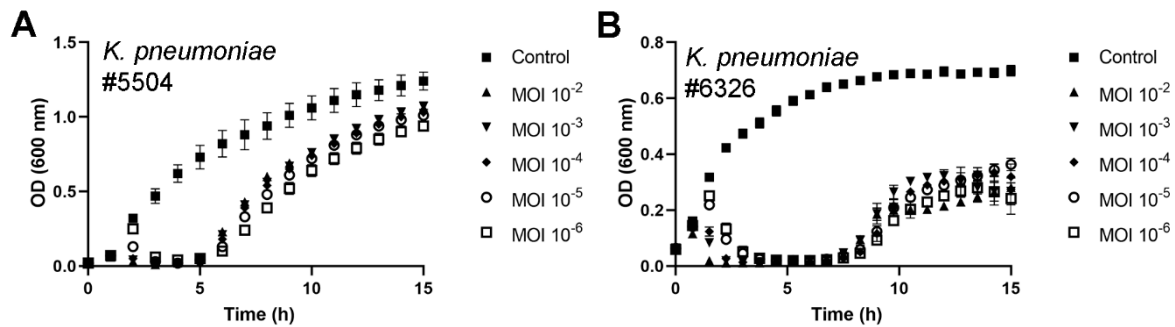 A
K. pneumoniae
#5504
OD (600 nm)
1.5
1.0
0.5
0.0
0
5
10
15
Time (h)
Control
MOI 10⁻²
MOI 10⁻³
MOI 10⁻⁴
MOI 10⁻⁵
MOI 10⁻⁶
B
K. pneumoniae
#6326
OD (600 nm)
0.8
0.6
0.4
0.2
0.0
0
5
10
15
Time (h)
Control
MOI 10⁻²
MOI 10⁻³
MOI 10⁻⁴
MOI 10⁻⁵
MOI 10⁻⁶